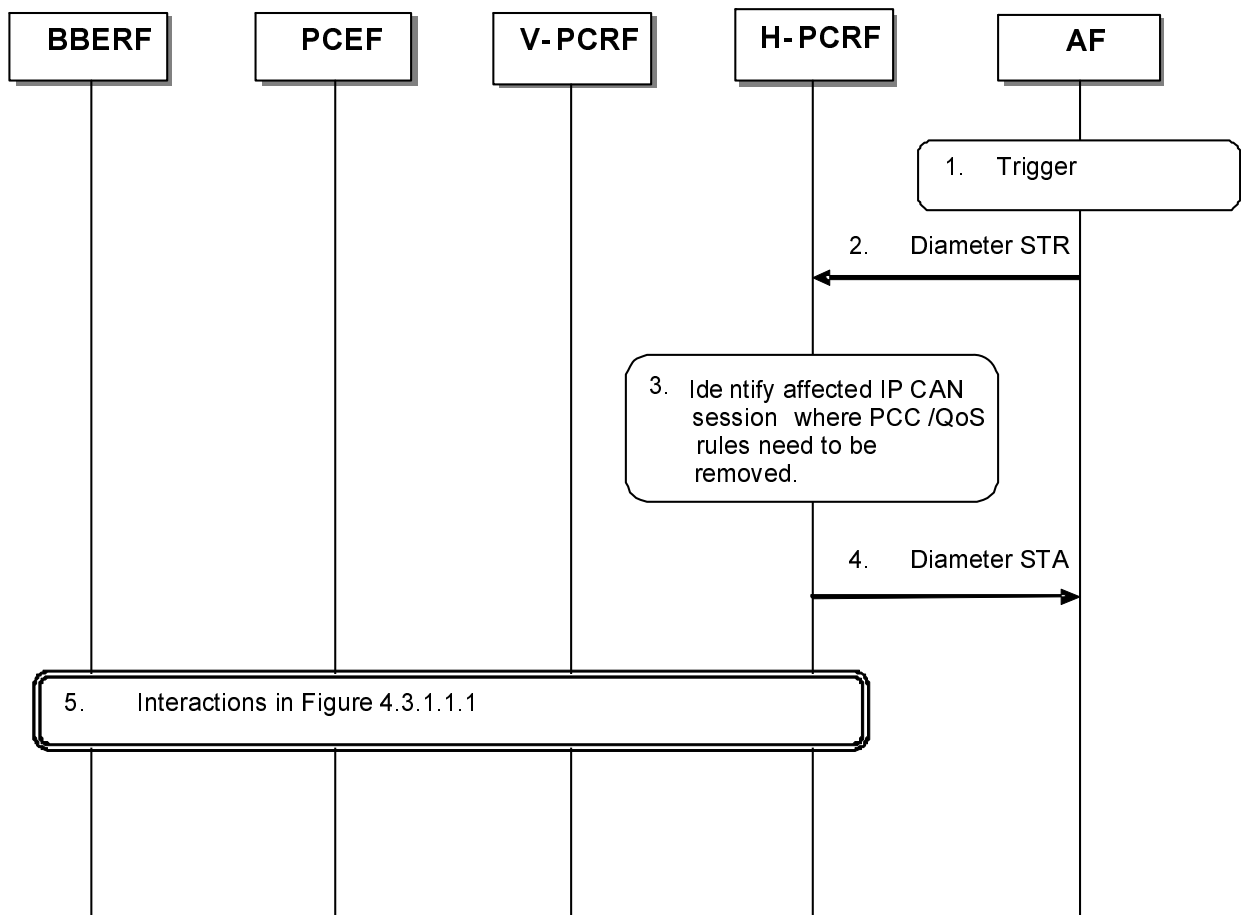 BBERF
PCEF
V-PCRF
H-PCRF
AF
1. Trigger
2. Diameter STR
3. Ide ntify affected IP CAN
session where PCC /QoS
rules need to be
removed.
4. Diameter STA
5. Interactions in Figure 4.3.1.1.1